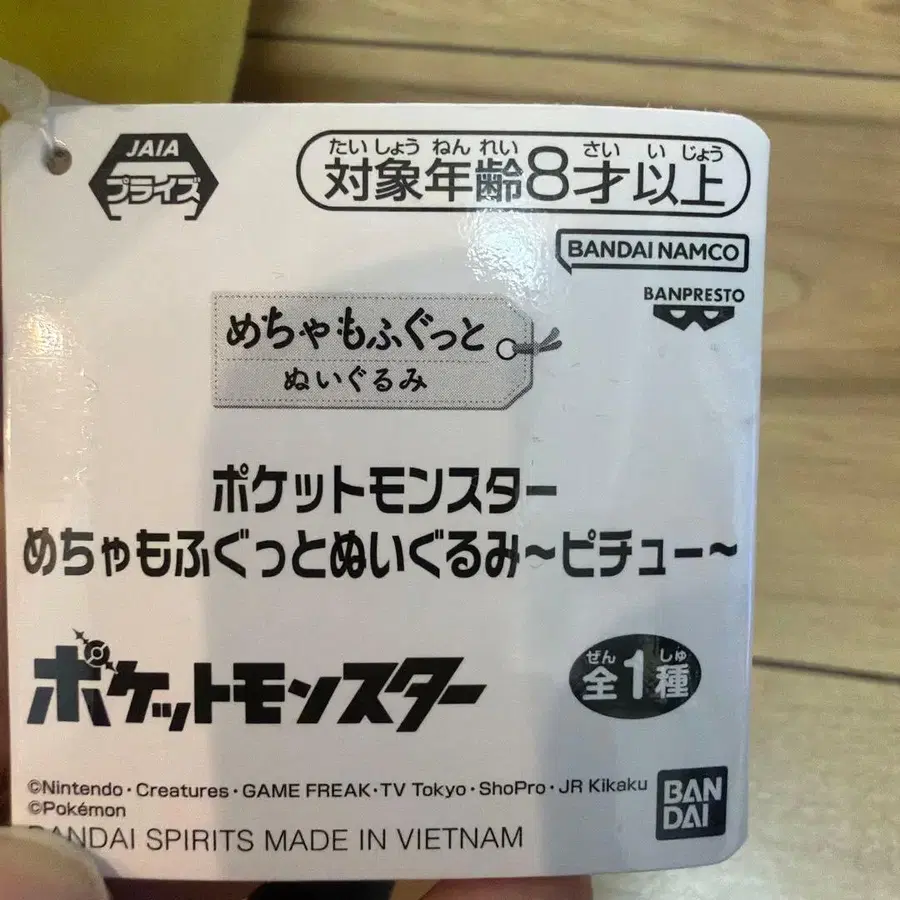 JAIA
プライズ
たいしょうねんれい さいいじょう
対象年齢8才以上
BANDAI NAMCO
BANPRESTO
めちゃもふぐっと
ぬいぐるみ
ポケットモンスター
めちゃもふぐっとぬいぐるみ~ピチュー~
ポケットモンスター
ぜん しゅ
全1種
©Nintendo・Creatures・GAME FREAK・TV Tokyo・ShoPro・JR Kikaku
©Pokémon
BANDAI SPIRITS MADE IN VIETNAM
BAN
DAI